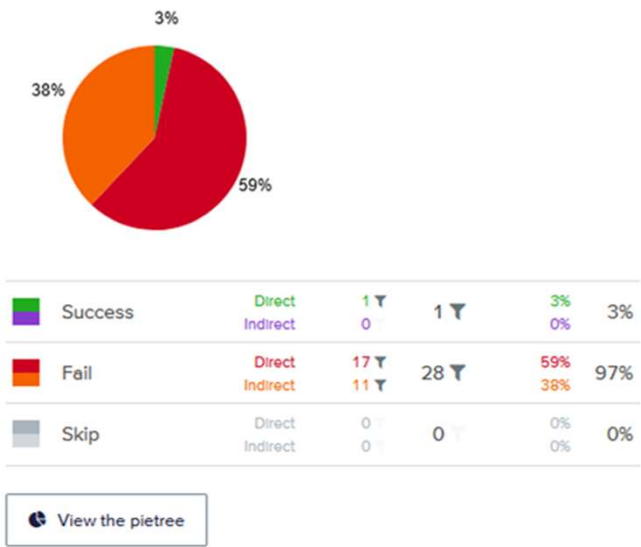 3%
38%
59%
Success Direct 1 1 3% 3%
Indirect 0 0%
Fail Direct 17 28 59% 97%
Indirect 11 38%
Skip Direct 0 0 0% 0%
Indirect 0 0%
View the pietree